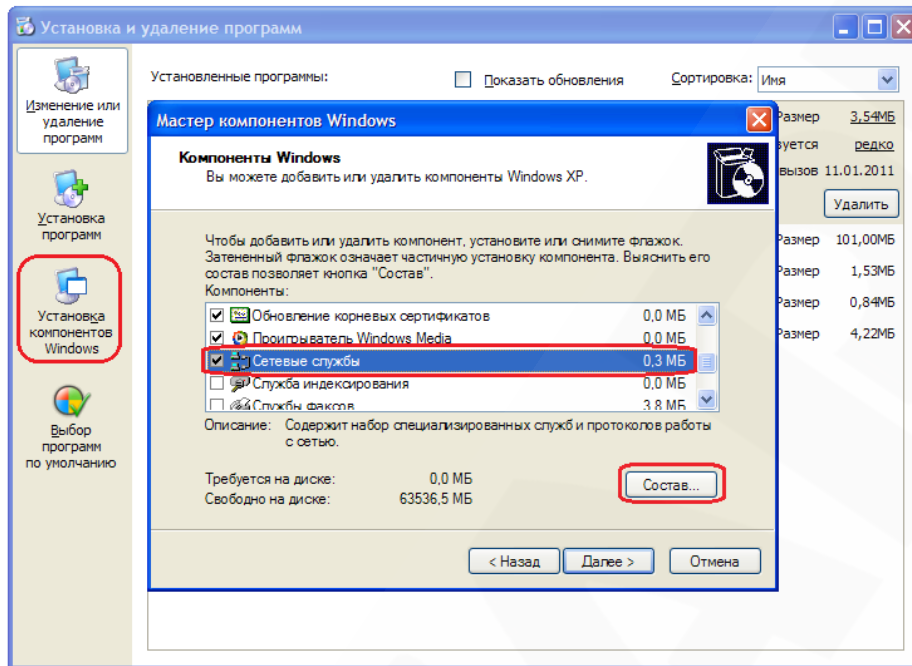 Установка и удаление программ
Изменение или
удаление
программ
Установка
программ
Установка
компонентов
Windows
Выбор
программ
по умолчанию
Установленные программы:
Показать обновления
Сортировка: Имя
Размер 3,54МБ
зуется редко
вызов 11.01.2011
Удалить
Размер 101,00МБ
Размер 1,53МБ
Размер 0,84МБ
Размер 4,22МБ
Мастер компонентов Windows
Компоненты Windows
Вы можете добавить или удалить компоненты Windows XP.
Чтобы добавить или удалить компонент, установите или снимите флажок.
Затененный флажок означает частичную установку компонента. Выяснить его
состав позволяет кнопка "Состав".
Компоненты:
Обновление корневых сертификатов 0,0 МБ
Проигрыватель Windows Media 0,0 МБ
Сетевые службы 0,3 МБ
Служба индексирования 0,0 МБ
Службы факсов 3,8 МБ
Описание: Содержит набор специализированных служб и протоколов работы
с сетью.
Требуется на диске: 0,0 МБ
Свободно на диске: 63536,5 МБ
Состав...
< Назад
Далее >
Отмена